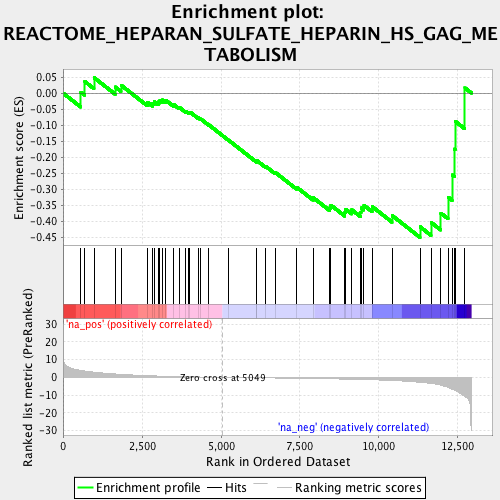 Enrichment plot:
REACTOME_HEPARAN_SULFATE_HEPARIN_HS_GAG_ME
TABOLISM
Enrichment score (ES)
0.05
0.00
-0.05
-0.10
-0.15
-0.20
-0.25
-0.30
-0.35
-0.40
-0.45
'na_pos' (positively correlated)
Ranked list metric (PreRanked)
30
20
10
0
-10
-20
-30
Zero cross at 5049
'na_neg' (negatively correlated)
0
2,500
5,000
7,500
10,000
12,500
Rank in Ordered Dataset
Enrichment profile
Hits
Ranking metric scores